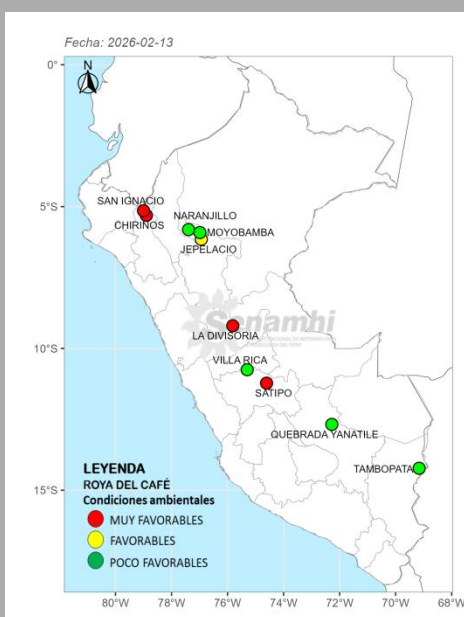 Fecha: 2026-02-13
N
0°
5°S
10°S
15°S
SAN IGNACIO
CHIRINOS
NARANJILLO
MOYOBAMBA
JEPELACIO
Senamhi
LA DIVISORIA
VILLA RICA
SATIPO
QUEBRADA YANATILE
TAMBOPATA
LEYENDA
ROYA DEL CAFÉ
Condiciones ambientales
MUY FAVORABLES
FAVORABLES
POCO FAVORABLES
80°W 78°W 76°W 74°W 72°W 70°W 68°W